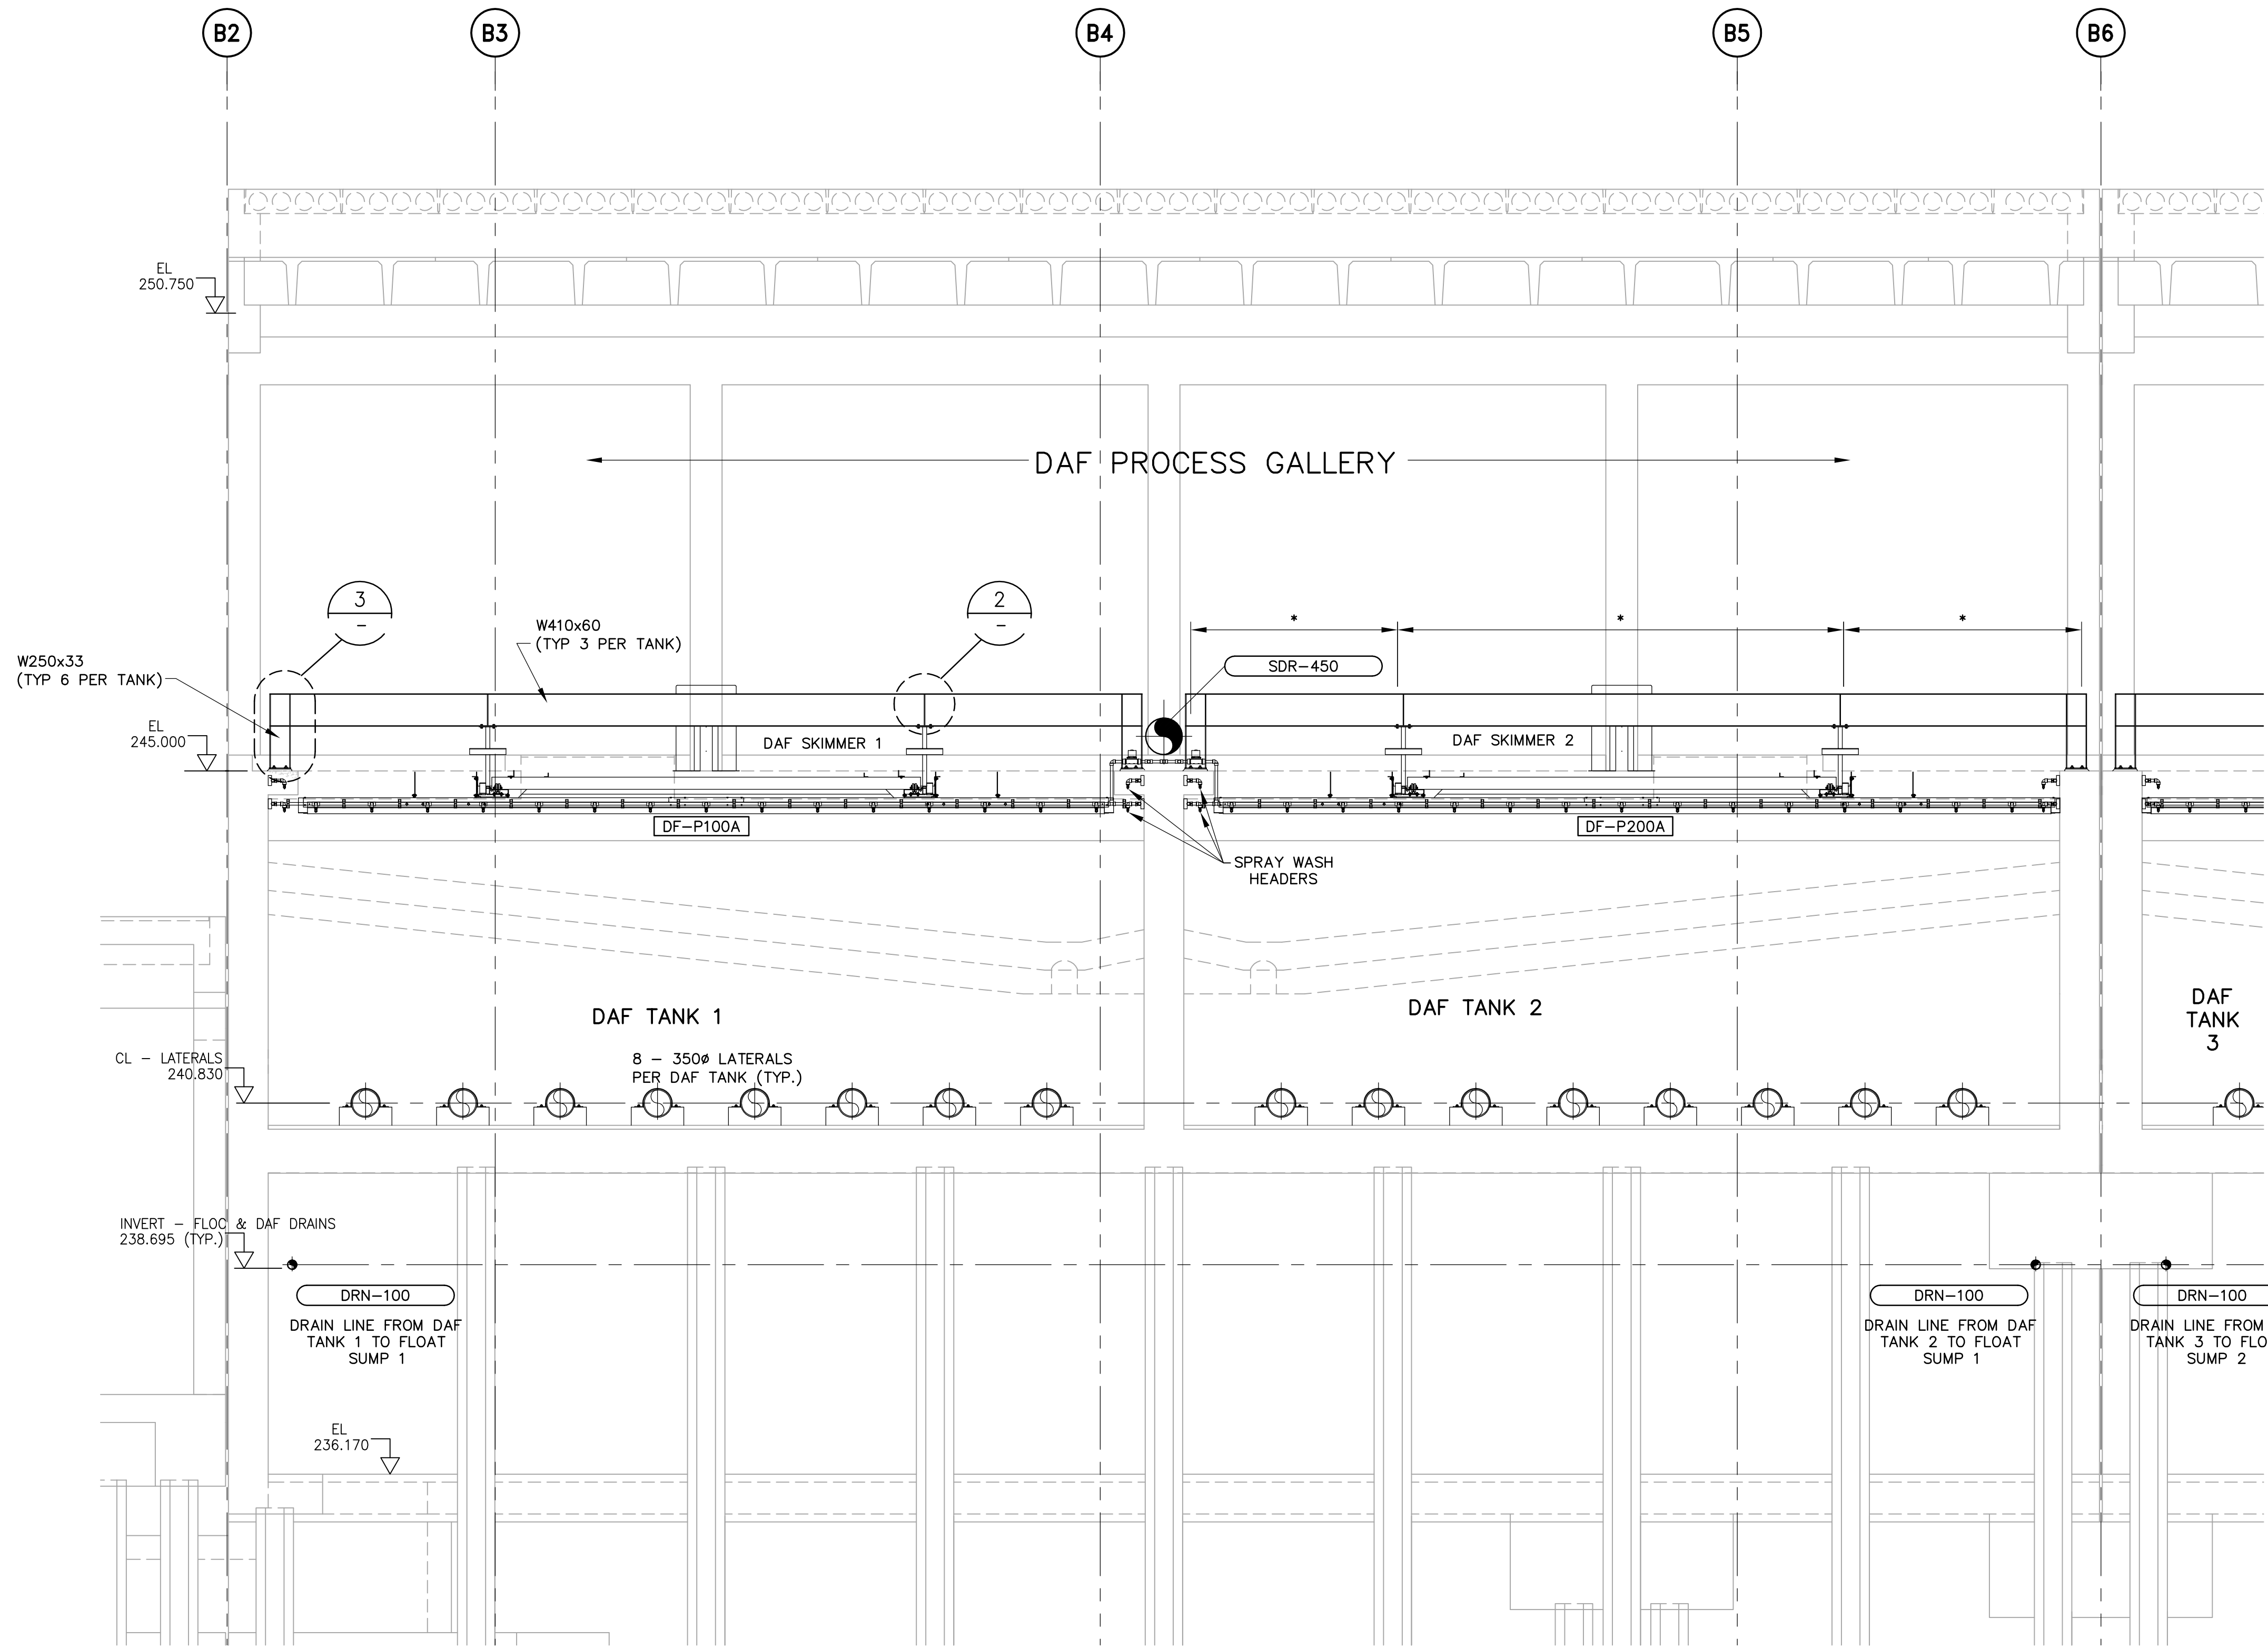 B2
B3
B4
B5
B6
EL
250.750
DAF PROCESS GALLERY
3
-
2
-
W410x60
(TYP 3 PER TANK)
*
*
*
W250x33
(TYP 6 PER TANK)
SDR-450
EL
245.000
DAF SKIMMER 1
DAF SKIMMER 2
DF-P100A
DF-P200A
SPRAY WASH
HEADERS
DAF TANK 1
DAF TANK 2
DAF
TANK
3
CL - LATERALS
240.830
8 - 350ø LATERALS
PER DAF TANK (TYP.)
INVERT - FLOC & DAF DRAINS
238.695 (TYP.)
DRN-100
DRAIN LINE FROM DAF
TANK 1 TO FLOAT
SUMP 1
DRN-100
DRAIN LINE FROM DAF
TANK 2 TO FLOAT
SUMP 1
DRN-100
DRAIN LINE FROM
TANK 3 TO FLO
SUMP 2
EL
236.170